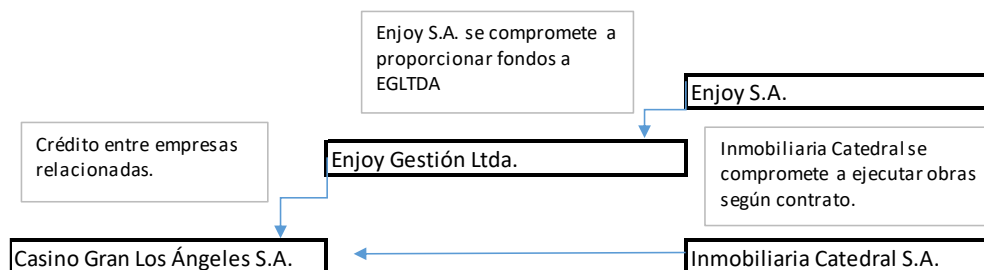 Enjoy S.A. se compromete a
proporcionar fondos a
EGLTDA
Enjoy S.A.
Crédito entre empresas
relacionadas.
Enjoy Gestión Ltda.
Inmobiliaria Catedral se
compromete a ejecutar obras
según contrato.
Casino Gran Los Ángeles S.A.
Inmobiliaria Catedral S.A.